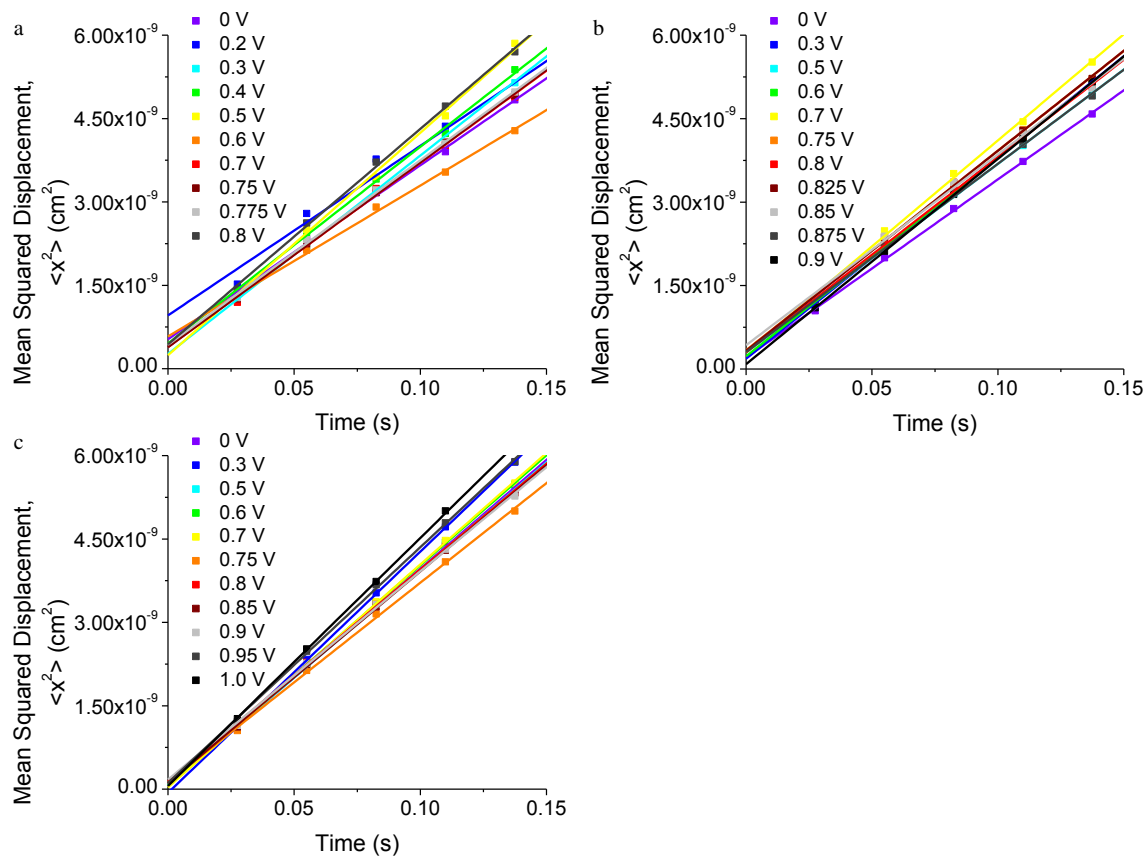 a
Mean Squared Displacement,
<x²> (cm²)
6.00x10⁻⁹
4.50x10⁻⁹
3.00x10⁻⁹
1.50x10⁻⁹
0.00
0 V
0.2 V
0.3 V
0.4 V
0.5 V
0.6 V
0.7 V
0.75 V
0.775 V
0.8 V
0.00 0.05 0.10 0.15
Time (s)
b
Mean Squared Displacement,
<x²> (cm²)
6.00x10⁻⁹
4.50x10⁻⁹
3.00x10⁻⁹
1.50x10⁻⁹
0.00
0 V
0.3 V
0.5 V
0.6 V
0.7 V
0.75 V
0.8 V
0.825 V
0.85 V
0.875 V
0.9 V
0.00 0.05 0.10 0.15
Time (s)
c
Mean Squared Displacement,
<x²> (cm²)
6.00x10⁻⁹
4.50x10⁻⁹
3.00x10⁻⁹
1.50x10⁻⁹
0.00
0 V
0.3 V
0.5 V
0.6 V
0.7 V
0.75 V
0.8 V
0.85 V
0.9 V
0.95 V
1.0 V
0.00 0.05 0.10 0.15
Time (s)